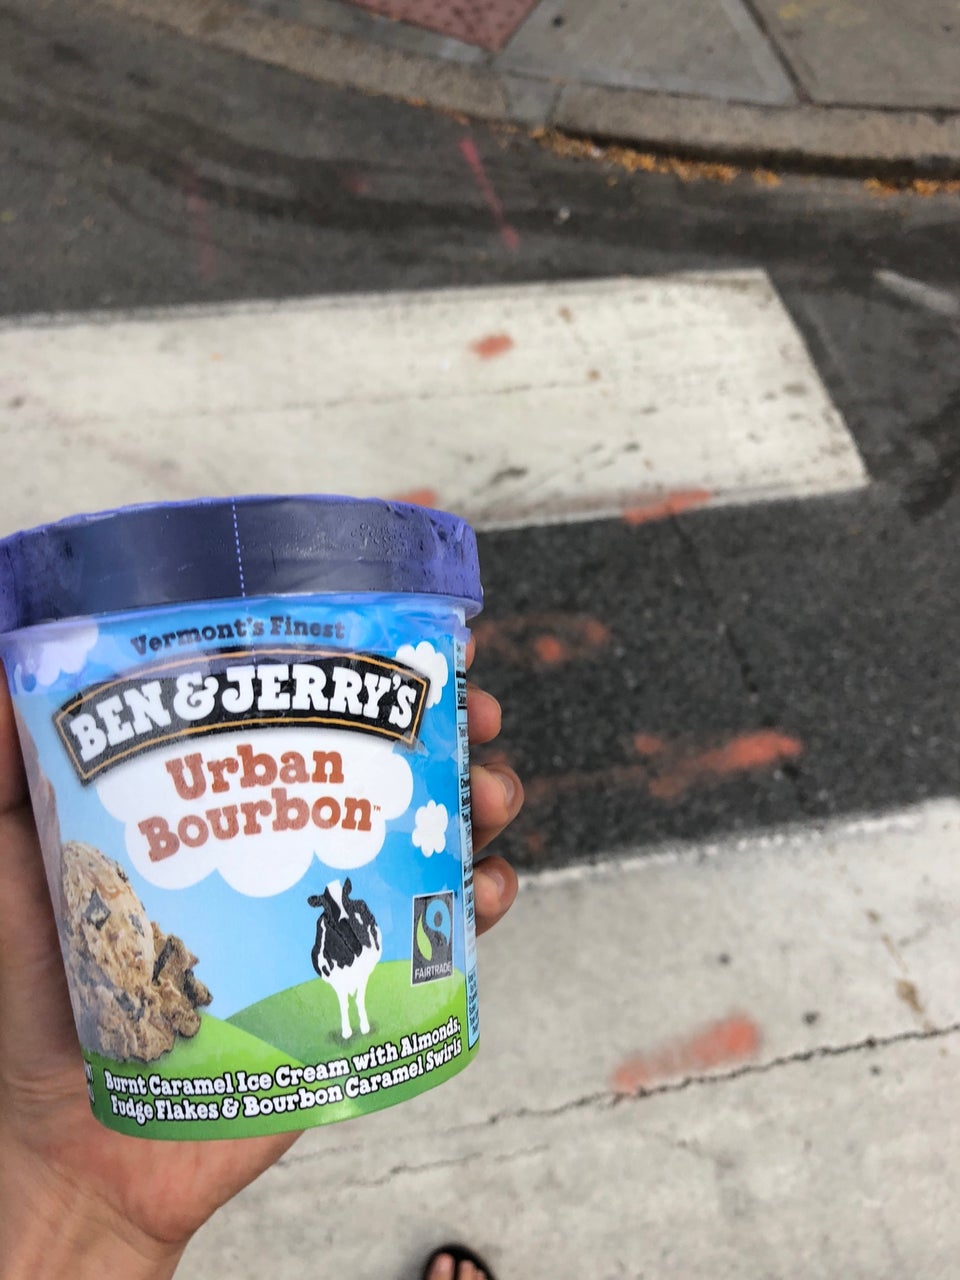 Vermont's Finest
BEN & JERRY'S
Urban
Bourbon™
FAIRTRADE
Burnt Caramel Ice Cream with Almonds,
Fudge Flakes & Bourbon Caramel Swirls